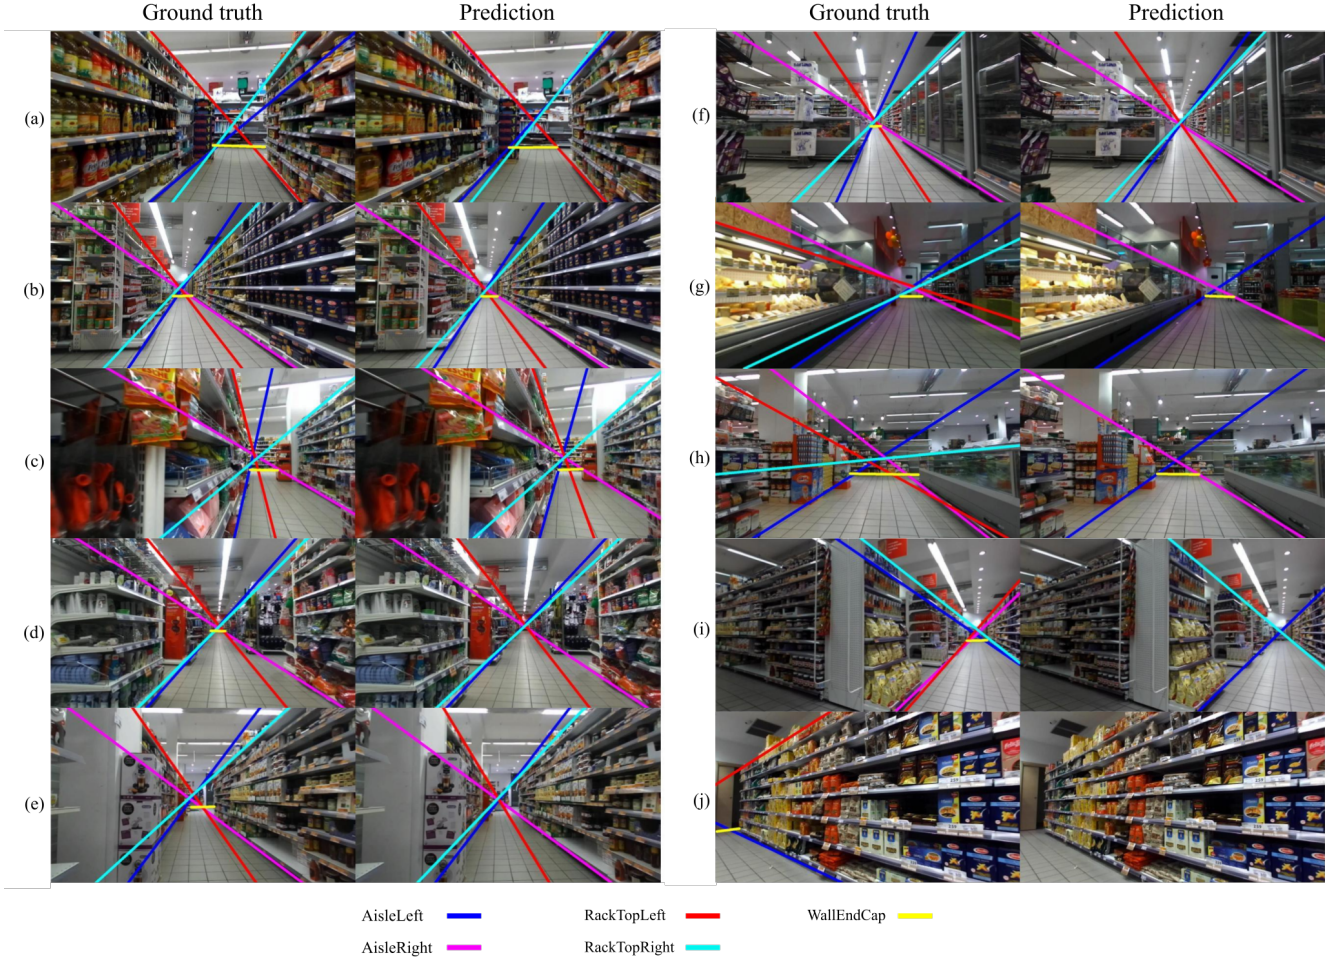 Ground truth Prediction Ground truth Prediction
(a)
(b)
(c)
(d)
(e)
(f)
(g)
(h)
(i)
(j)
AisleLeft RackTopLeft WallEndCap
AisleRight RackTopRight